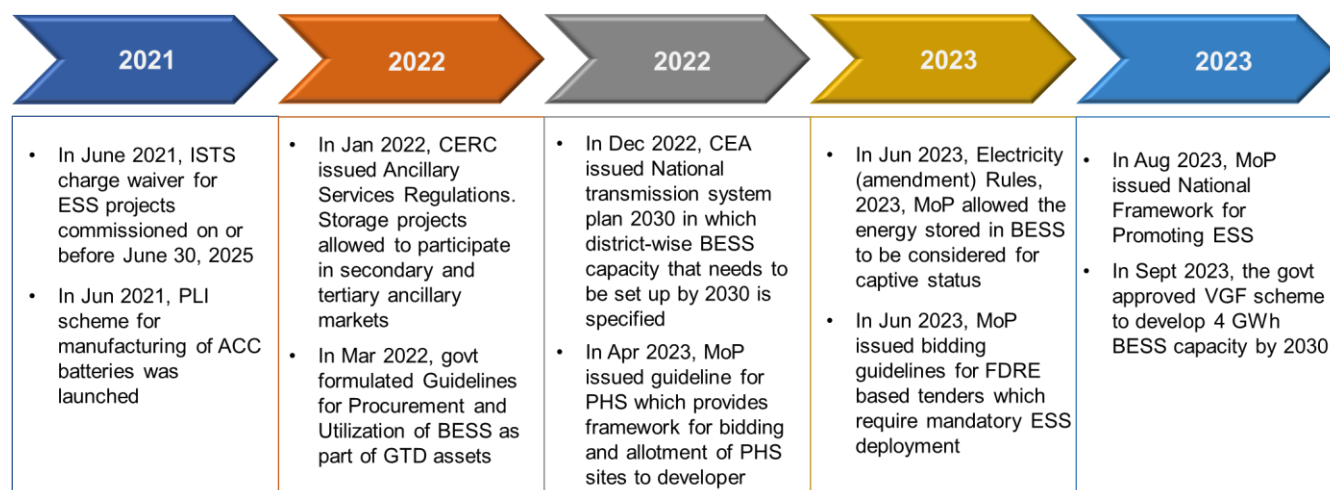 2021
2022
2022
2023
2023
• In June 2021, ISTS
charge waiver for
ESS projects
commissioned on or
before June 30, 2025
• In Jun 2021, PLI
scheme for
manufacturing of ACC
batteries was
launched
• In Jan 2022, CERC
issued Ancillary
Services Regulations.
Storage projects
allowed to participate
in secondary and
tertiary ancillary
markets
• In Mar 2022, govt
formulated Guidelines
for Procurement and
Utilization of BESS as
part of GTD assets
• In Dec 2022, CEA
issued National
transmission system
plan 2030 in which
district-wise BESS
capacity that needs to
be set up by 2030 is
specified
• In Apr 2023, MoP
issued guideline for
PHS which provides
framework for bidding
and allotment of PHS
sites to developer
• In Jun 2023, Electricity
(amendment) Rules,
2023, MoP allowed the
energy stored in BESS
to be considered for
captive status
• In Jun 2023, MoP
issued bidding
guidelines for FDRE
based tenders which
require mandatory ESS
deployment
• In Aug 2023, MoP
issued National
Framework for
Promoting ESS
• In Sept 2023, the govt
approved VGF scheme
to develop 4 GWh
BESS capacity by 2030